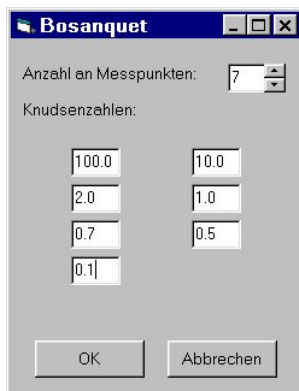 Bosanquet
Anzahl an Messpunkten: 7
Knudsenzahlen:
100.0 10.0
2.0 1.0
0.7 0.5
0.1
OK Abbrechen